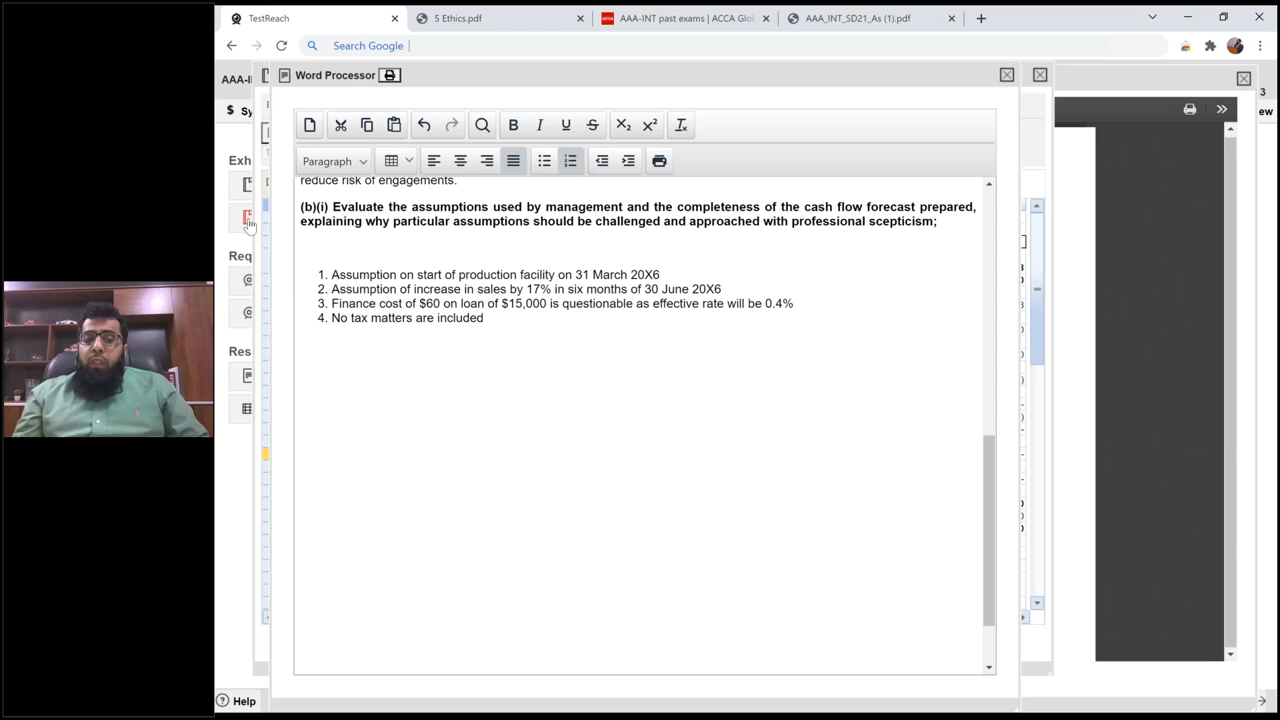 TestReach
5 Ethics.pdf
AAA-INT past exams | ACCA Glo
AAA_INT_SD21_As (1).pdf
Search Google
AAA-I
Word Processor
3
$ Sy
ew
Exh
Paragraph
reduce risk of engagements.
(b)(i) Evaluate the assumptions used by management and the completeness of the cash flow forecast prepared,
explaining why particular assumptions should be challenged and approached with professional scepticism;
Req
1. Assumption on start of production facility on 31 March 20X6
2. Assumption of increase in sales by 17% in six months of 30 June 20X6
3. Finance cost of $60 on loan of $15,000 is questionable as effective rate will be 0.4%
4. No tax matters are included
Res
Help